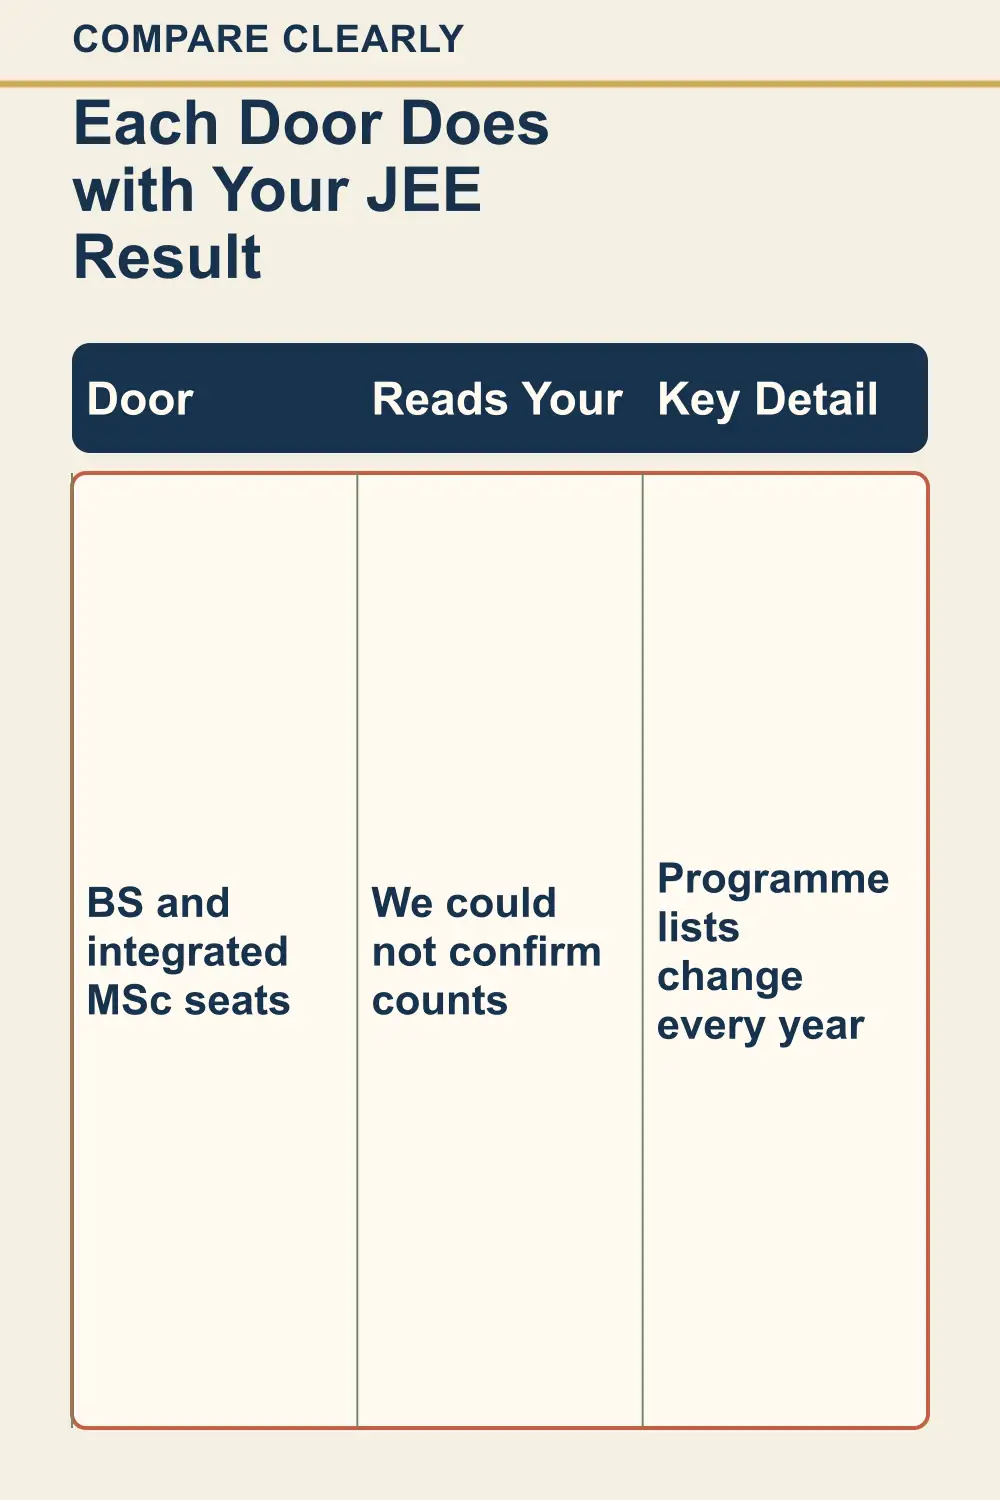 COMPARE CLEARLY
Each Door Does
with Your JEE
Result
Door
Reads Your
Key Detail
BS and
integrated
MSc seats
We could
not confirm
counts
Programme
lists
change
every year